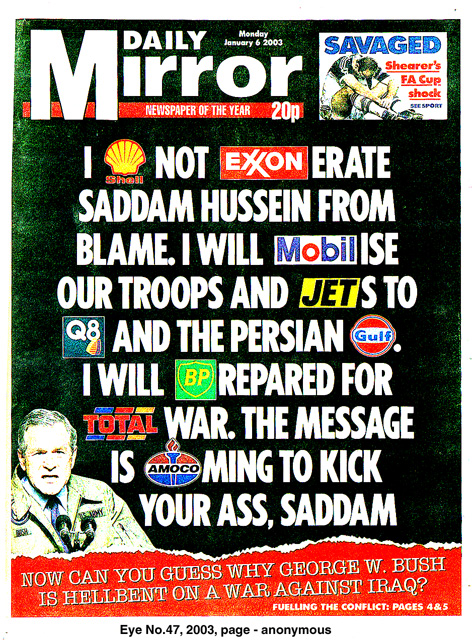 DAILY
Mirror
Monday
January 6 2003
NEWSPAPER OF THE YEAR 20p
SAVAGED
Shearer's
FA Cup
shock
SEE SPORT
I Shell NOT EXXON ERATE
SADDAM HUSSEIN FROM
BLAME. I WILL Mobil ISE
OUR TROOPS AND JET S TO
Q8 AND THE PERSIAN Gulf.
I WILL BP REPARED FOR
TOTAL WAR. THE MESSAGE
IS AMOCO MING TO KICK
YOUR ASS, SADDAM
BUSH
ARMY
NOW CAN YOU GUESS WHY GEORGE W. BUSH
IS HELLBENT ON A WAR AGAINST IRAQ?
FUELLING THE CONFLICT: PAGES 4&5
Eye No.47, 2003, page - anonymous